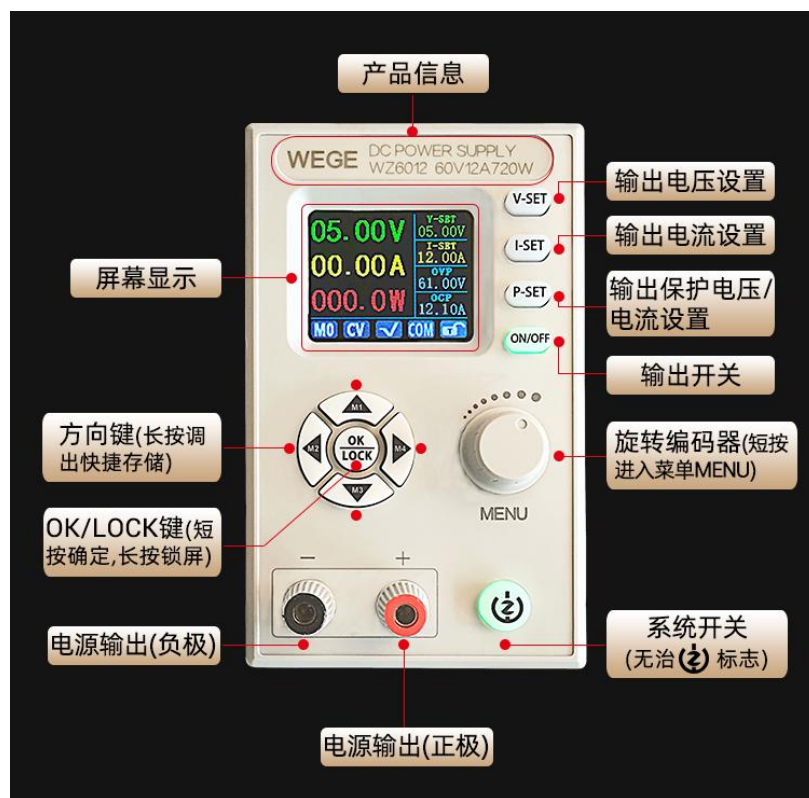 产品信息
WEGE DC POWER SUPPLY
WZ6012 60V12A720W
V-SET
输出电压设置
05.00V
V-SET
05.00V
I-SET
输出电流设置
00.00A
I-SET
12.00A
屏幕显示
OVP
61.00V
P-SET
输出保护电压/
电流设置
000.0W
OCP
12.10A
M0 CV COM
ON/OFF
输出开关
方向键(长按调
出快捷存储)
M1
M2
OK
LOCK
M4
M3
旋转编码器(短按
进入菜单MENU)
MENU
OK/LOCK键(短
按确定,长按锁屏)
− +
电源输出(负极)
系统开关
(无治 标志)
电源输出(正极)